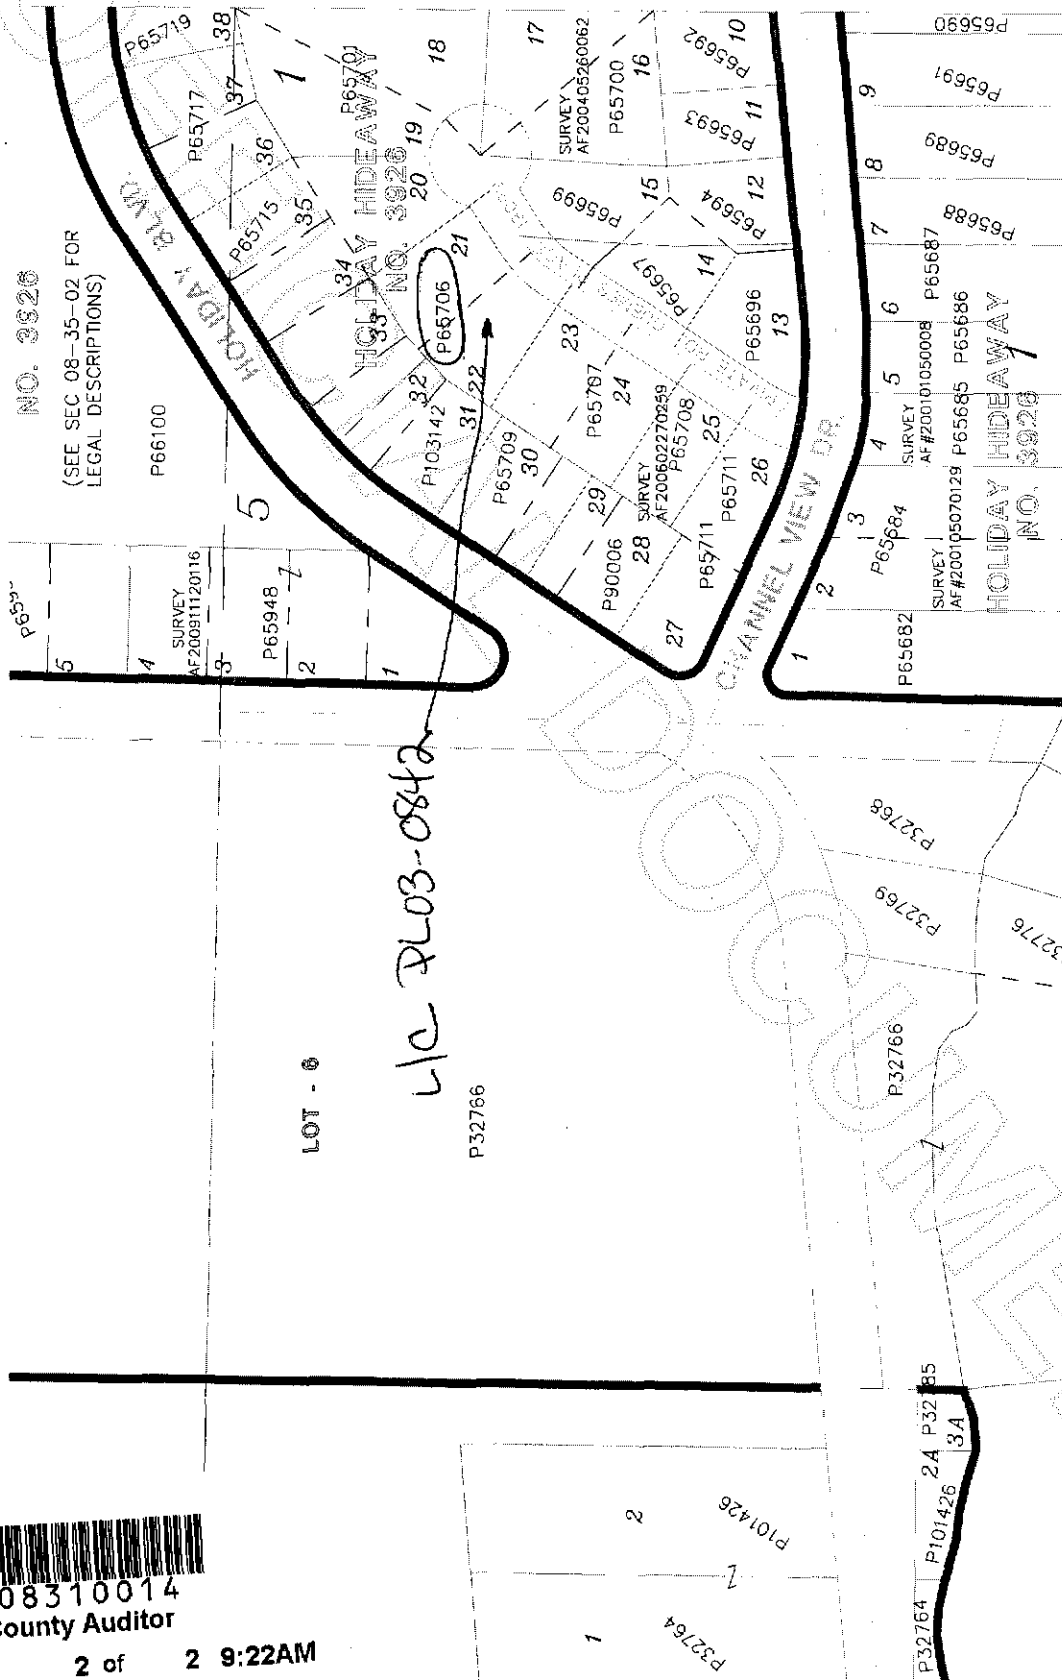 NO. 3926
(SEE SEC 08-35-02 FOR
LEGAL DESCRIPTIONS)
P66100
5
HOLIDAY BLVD.
P65719
38
P65717
37
36
P65715
35
34
33
1
HOLIDAY HIDEAWAY
NO. 3926
P65701
18
19
20
17
SURVEY
AF200405260062
P65700
16
P65692
10
P65693
11
P65690
P65691
9
P65689
8
P65688
7
P65699
15
P65694
12
21
P65706
P65697
14
P65696
13
23
32
P103142
31
22
P65709
30
P65707
24
29
SURVEY
AF200602270259
P65708
25
P90006
28
P65711
P65711
26
27
CHANNEL VIEW DR
P65687
6
5
SURVEY
AF#200101050008
P65686
P65685
4
3
P65684
2
SURVEY
AF#200105070129
1
P65682
HOLIDAY HIDEAWAY
NO. 3926
5
4
SURVEY
AF200911120116
3
P65948
2
1
L/C PL03-0842
LOT - 6
P32766
P32768
P32769
P32766
2
P101426
1
P32764
P32764
P101426
2A
P32785
3A
DOCUME
08310014
County Auditor
2 of 2 9:22AM